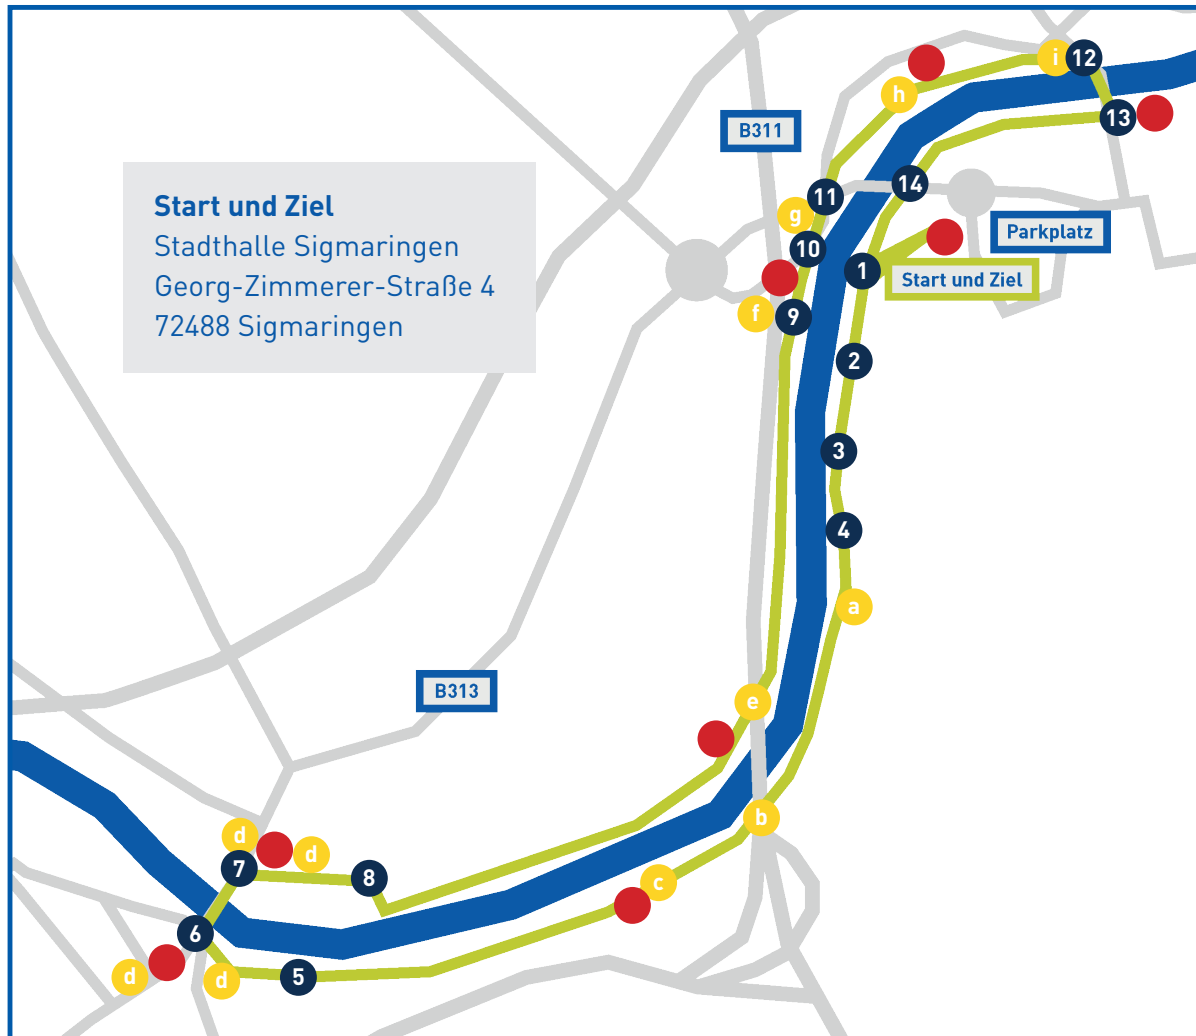 i
12
h
13
B311
14
11
Start und Ziel
g
Parkplatz
Stadthalle Sigmaringen
10
1
Start und Ziel
Georg-Zimmerer-Straße 4
f
9
72488 Sigmaringen
2
3
4
a
B313
e
b
d
d
7
8
c
6
d
d
5